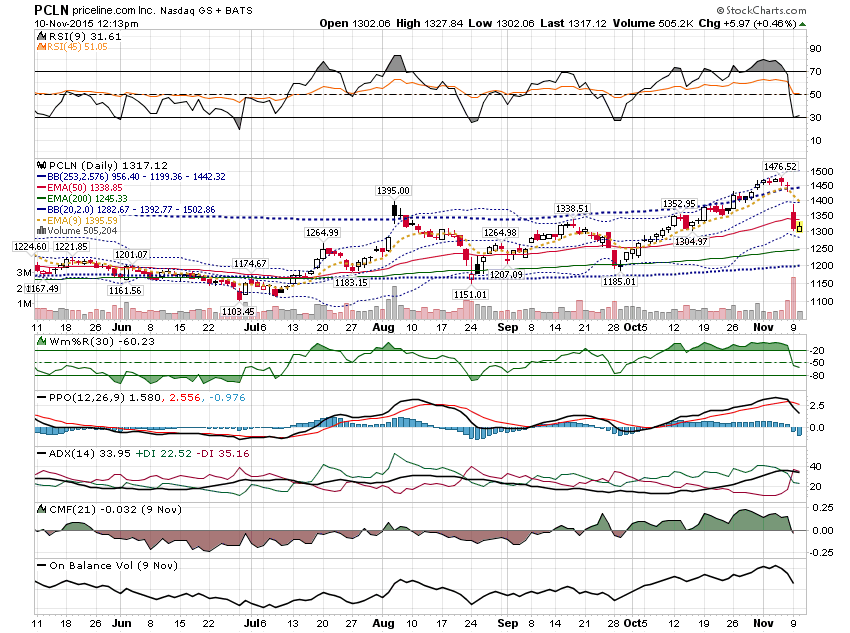 PCLN priceline.com Inc. Nasdaq GS + BATS © StockCharts.com
10-Nov-2015 12:13pm Open 1302.06 High 1327.84 Low 1302.06 Last 1317.12 Volume 505.2K Chg +5.97 (+0.46%)
RSI(9) 31.61
RSI(45) 51.05
90
70
50
30
10
PCLN (Daily) 1317.12
BB(253,2.576) 956.40 - 1199.36 - 1442.32
EMA(50) 1338.85
EMA(200) 1245.33
BB(20,2.0) 1282.67 - 1392.77 - 1502.86
EMA(9) 1395.59
Volume 505,204
1224.60 1221.85 1201.07 1174.67 1264.99 1395.00 1264.98 1338.51 1352.95 1476.52
1167.49 1161.56 1103.45 1183.15 1151.01 1207.09 1185.01 1304.97
1500
1450
1400
1350
1300
1250
1200
1150
1100
3M
2
1M
11 18 26 Jun 8 15 22 Jul6 13 20 27 Aug 10 17 24 Sep 8 14 21 28 Oct5 12 19 26 Nov 9
Wm%R(30) -60.23
-20
-50
-80
PPO(12,26,9) 1.580, 2.556, -0.976
2.5
0.0
ADX(14) 33.95 +DI 22.52 -DI 35.16
40
20
CMF(21) -0.032 (9 Nov)
0.25
0.00
-0.25
On Balance Vol (9 Nov)
11 18 26 Jun 8 15 22 Jul6 13 20 27 Aug 10 17 24 Sep 8 14 21 28 Oct5 12 19 26 Nov 9